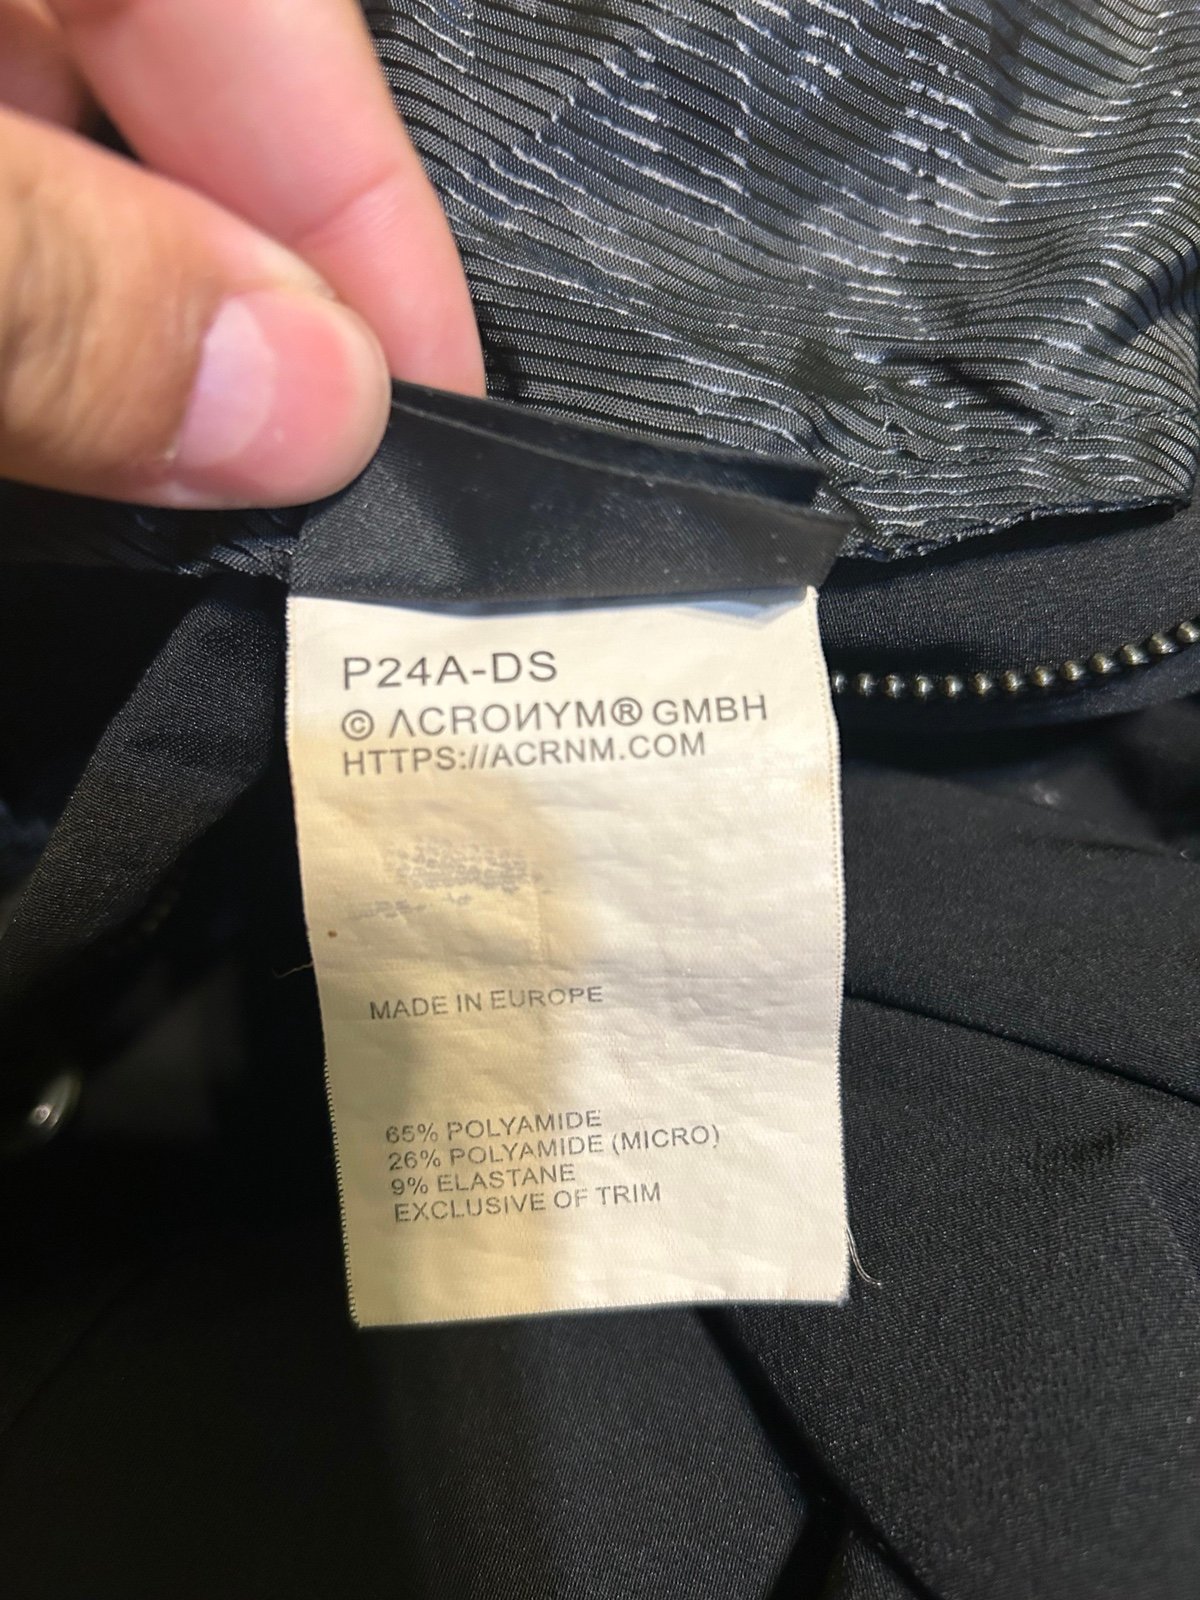 P24A-DS
© ΛCROИYM® GMBH
HTTPS://ACRNM.COM
MADE IN EUROPE
65% POLYAMIDE
26% POLYAMIDE (MICRO)
9% ELASTANE
EXCLUSIVE OF TRIM